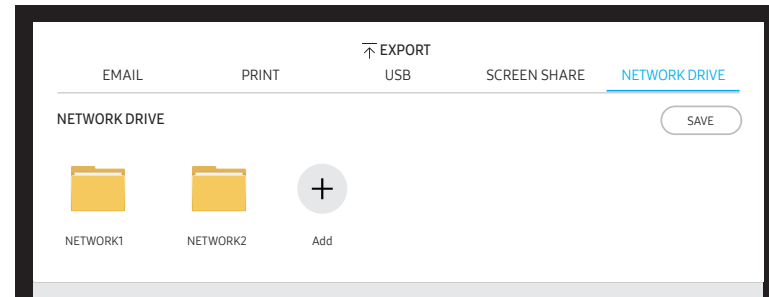 EXPORT
EMAIL PRINT USB SCREEN SHARE NETWORK DRIVE
NETWORK DRIVE SAVE
NETWORK1 NETWORK2 Add